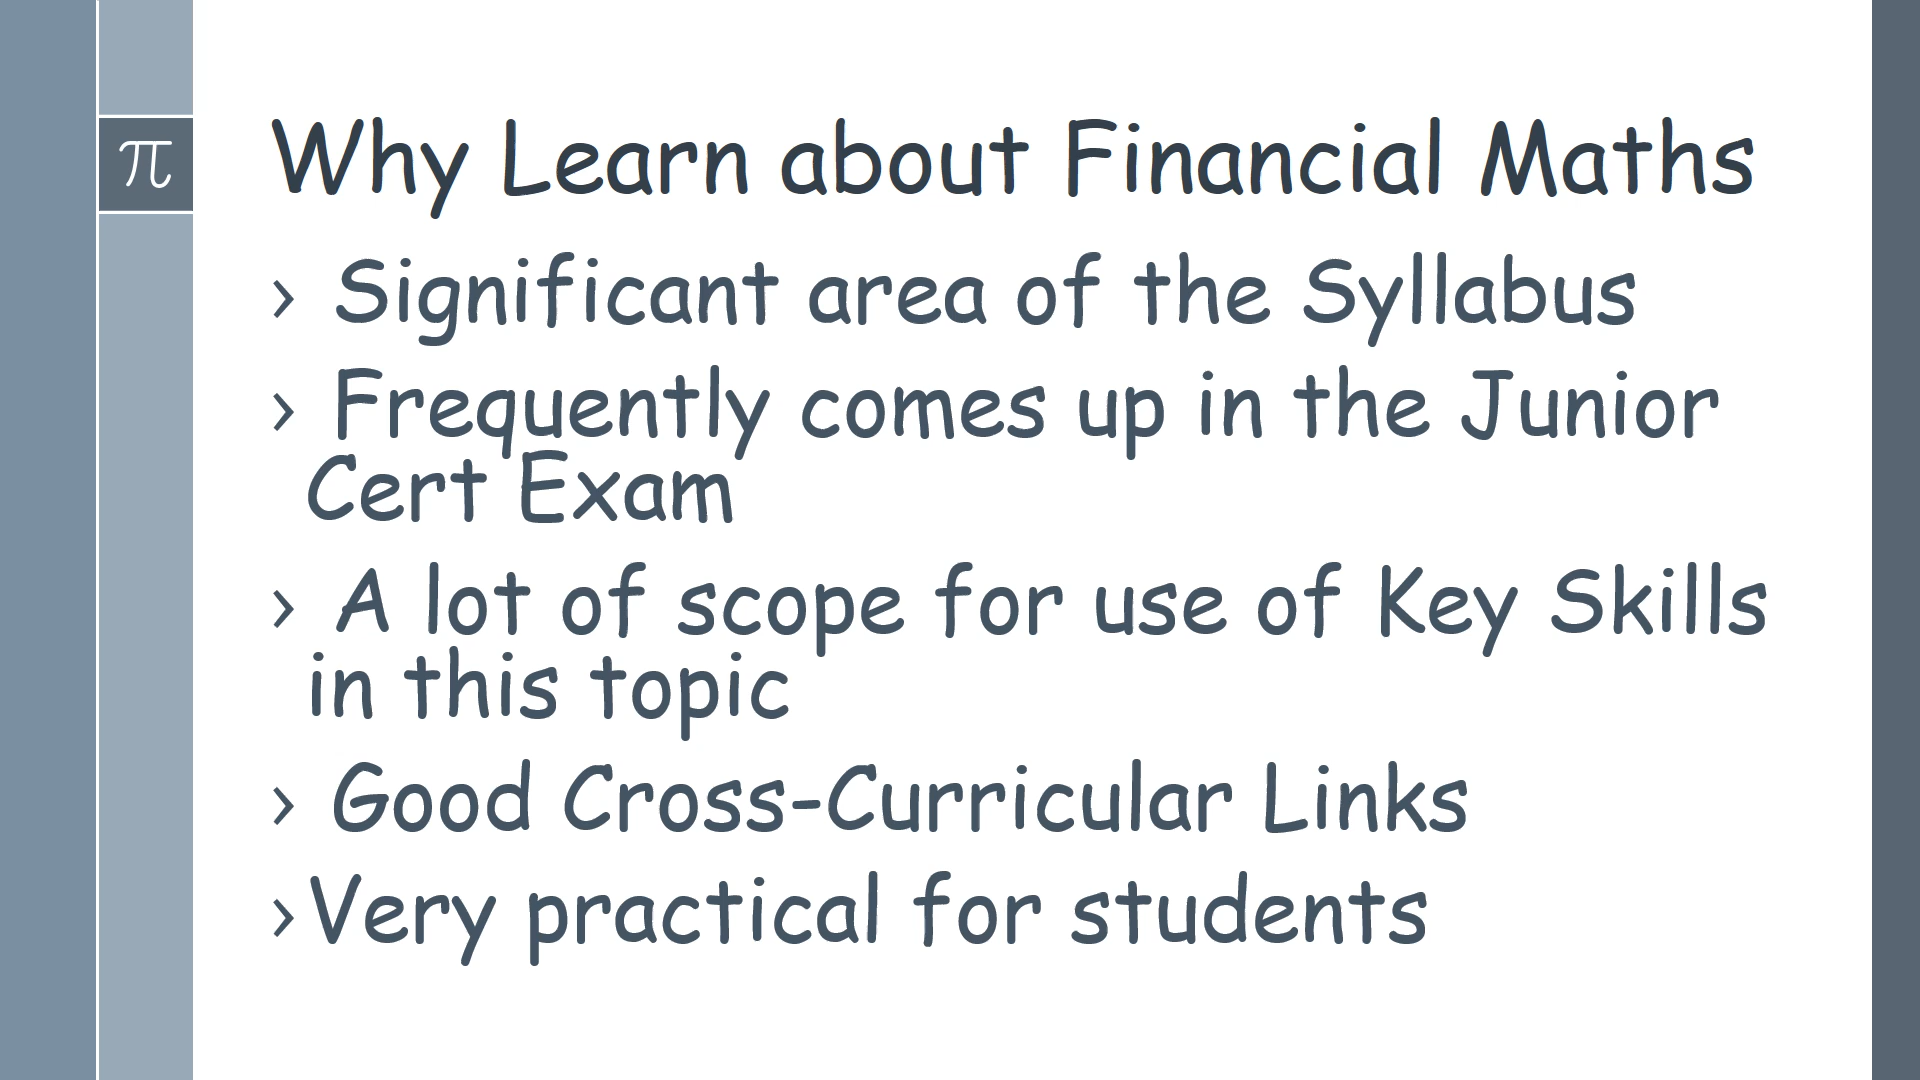 π
Why Learn about Financial Maths
› Significant area of the Syllabus
› Frequently comes up in the Junior
Cert Exam
› A lot of scope for use of Key Skills
in this topic
› Good Cross-Curricular Links
›Very practical for students